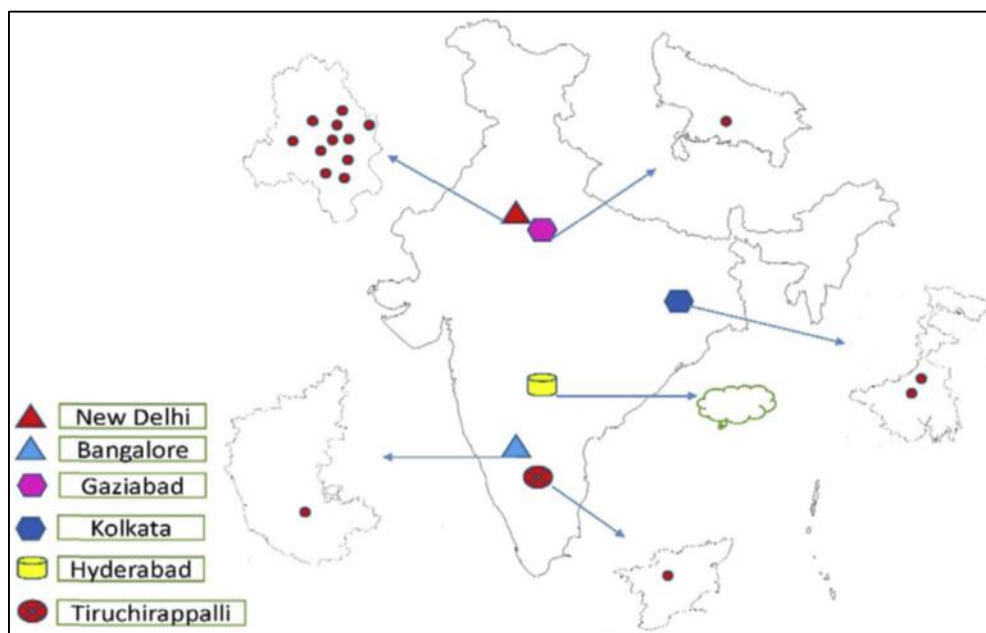 New Delhi
Bangalore
Gaziabad
Kolkata
Hyderabad
Tiruchirappalli